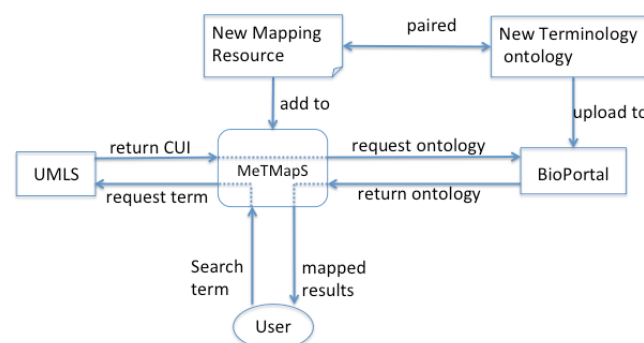 New Mapping
Resource
paired
New Terminology
ontology
add to
upload to
return CUI
request ontology
UMLS
MeTMapS
BioPortal
request term
return ontology
Search
term
mapped
results
User